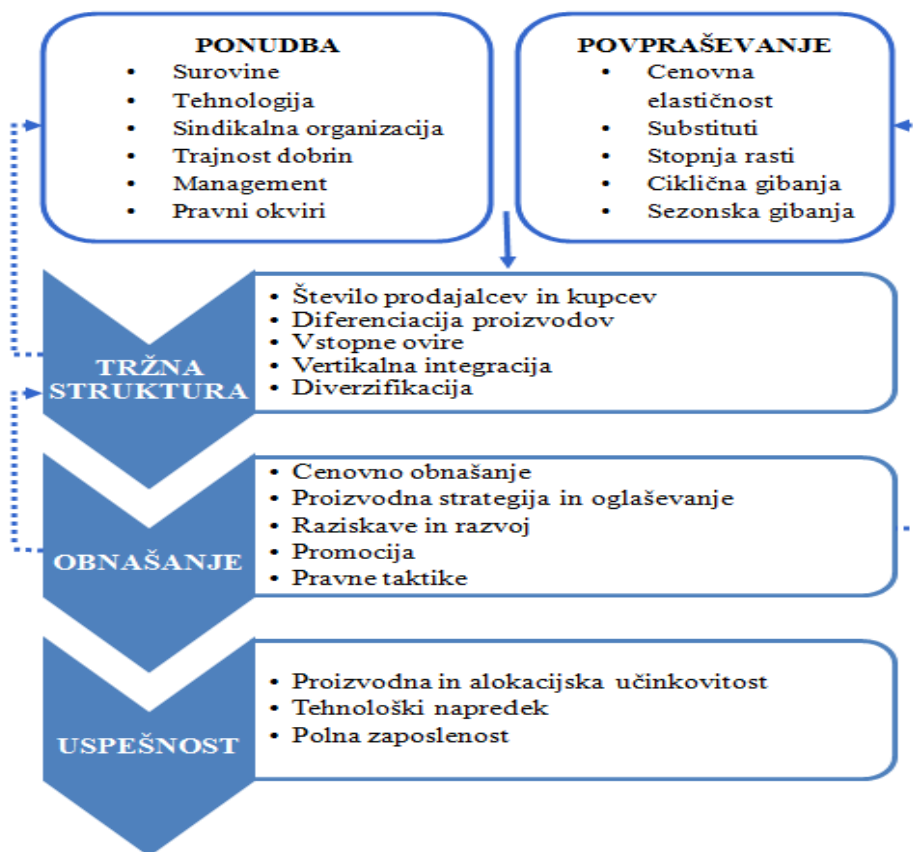 PONUDBA
• Surovine
• Tehnologija
• Sindikalna organizacija
• Trajnost dobrin
• Management
• Pravni okviri
POVPRAŠEVANJE
• Cenovna
elastičnost
• Substituti
• Stopnja rasti
• Ciklična gibanja
• Sezonska gibanja
TRŽNA
STRUKTURA
• Število prodajalcev in kupcev
• Diferenciacija proizvodov
• Vstopne ovire
• Vertikalna integracija
• Diverzifikacija
OBNAŠANJE
• Cenovno obnašanje
• Proizvodna strategija in oglaševanje
• Raziskave in razvoj
• Promocija
• Pravne taktike
USPEŠNOST
• Proizvodna in alokacijska učinkovitost
• Tehnološki napredek
• Polna zaposlenost